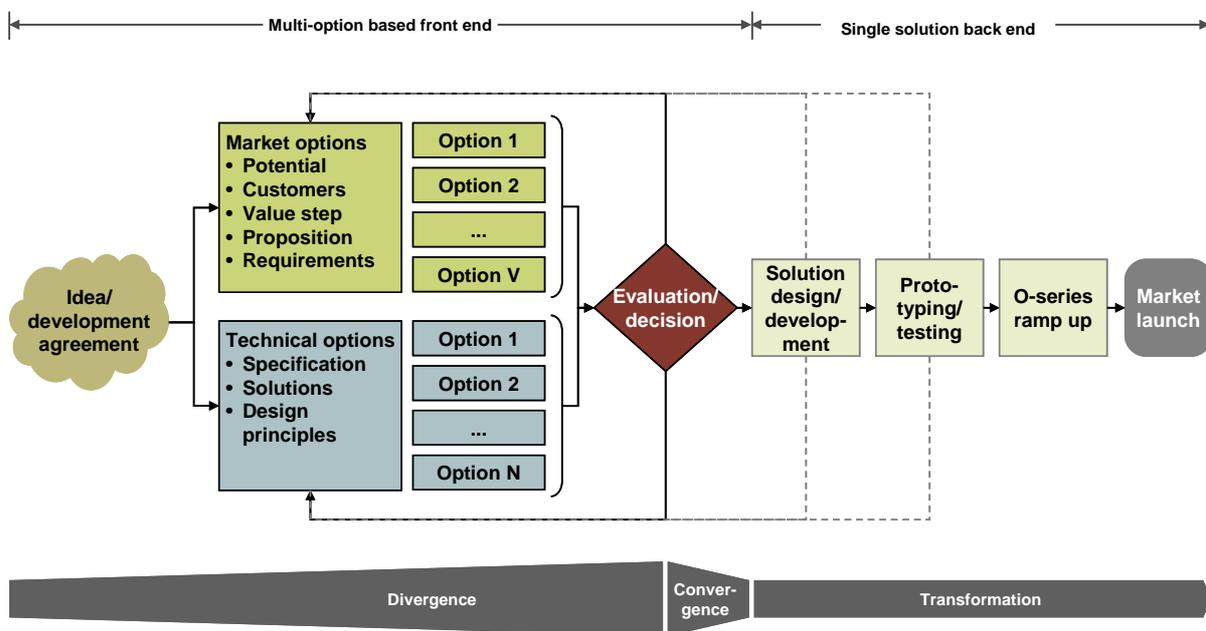 Multi-option based front end
Single solution back end
Idea/
development
agreement
Market options
• Potential
• Customers
• Value step
• Proposition
• Requirements
Option 1
Option 2
...
Option V
Technical options
• Specification
• Solutions
• Design
principles
Option 1
Option 2
...
Option N
Evaluation/
decision
Solution
design/
develop-
ment
Proto-
typing/
testing
O-series
ramp up
Market
launch
Divergence
Conver-
gence
Transformation